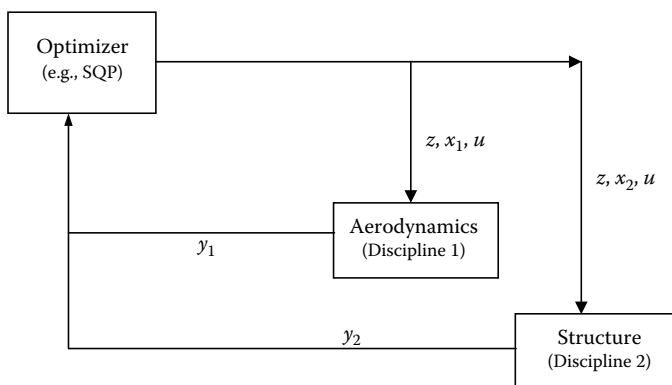 Optimizer
(e.g., SQP)
z, x₁, u
z, x₂, u
Aerodynamics
(Discipline 1)
y₁
y₂
Structure
(Discipline 2)